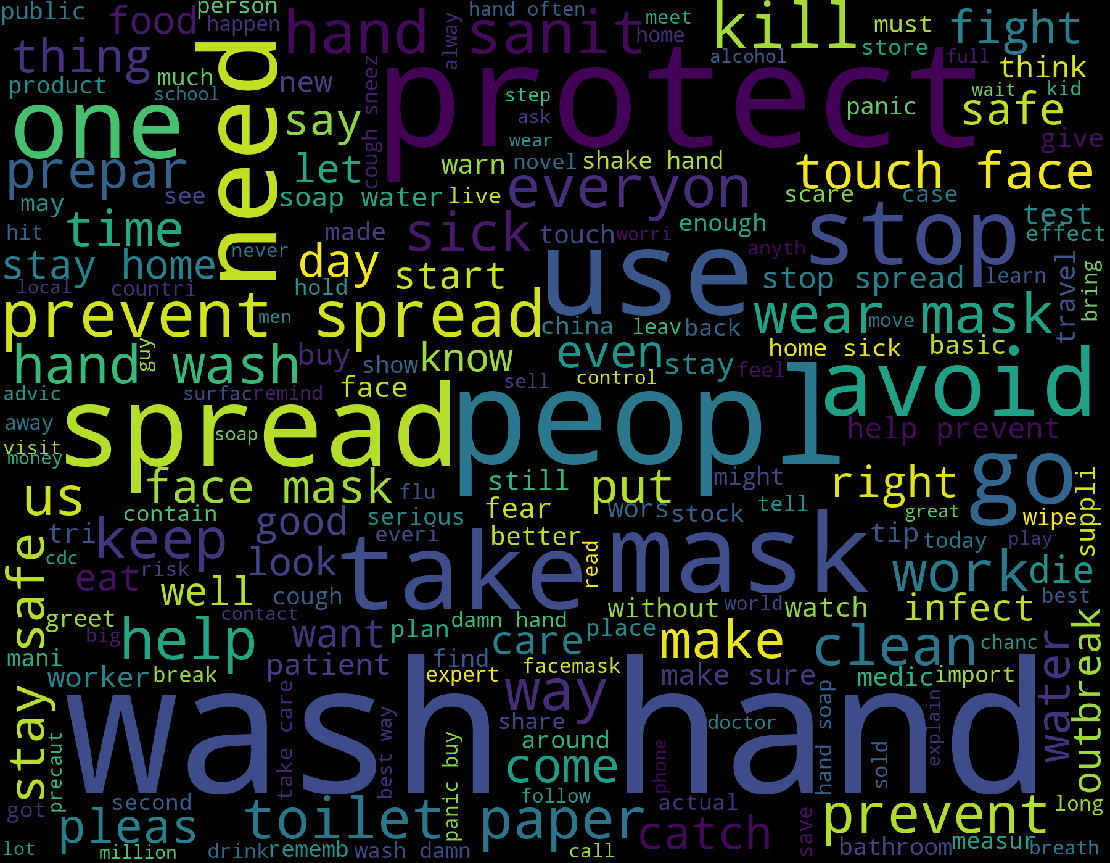 public
person
hand often
meet
must
fight
food
happen
hand sanit
alway
home
kill
store
thing
alcohol
full
think
product
much
new
school
need
protect
step
ask
wear
wait
kid
panic
safe
one
say
cough sneez
give
prepar
let
warn
novel
shake hand
touch face
see
soap water
live
everyon
scare
case
may
time
made
sick
touch
worri
enough
stop
test
hit
never
anyth
effect
stay home
day
start
use
stop spread
learn
travel
bring
local
countri
hold
prevent spread
men
china
leav
back
wear mask
move
hand wash
guy
buy
show
know
even
stay
feel
home sick
basic
advic
surfac
remind
face
sell
control
avoid
away
spread
soap
peopl
help prevent
visit
money
us
face mask
flu
still
put
might
right
go
contain
tell
great
suppli
tri
keep
good
serious
fear
wors
stock
wipe
cdc
everi
better
take
mask
tip
today
play
stay safe
eat
risk
look
read
work
die
well
cough
without
world
watch
infect
best
greet
big
contact
damn hand
outbreak
help
want
plan
care
place
make
clean
chanc
mani
worker
break
patient
find
expert
facemask
make sure
medic
import
water
wash hand
way
take care
best way
share
doctor
hand soap
sold
explain
precaut
around
come
phone
got
second
panic buy
follow
actual
long
pleas
toilet paper
catch
save
prevent
lot
million
drink
rememb
wash damn
call
bathroom
measur
breath